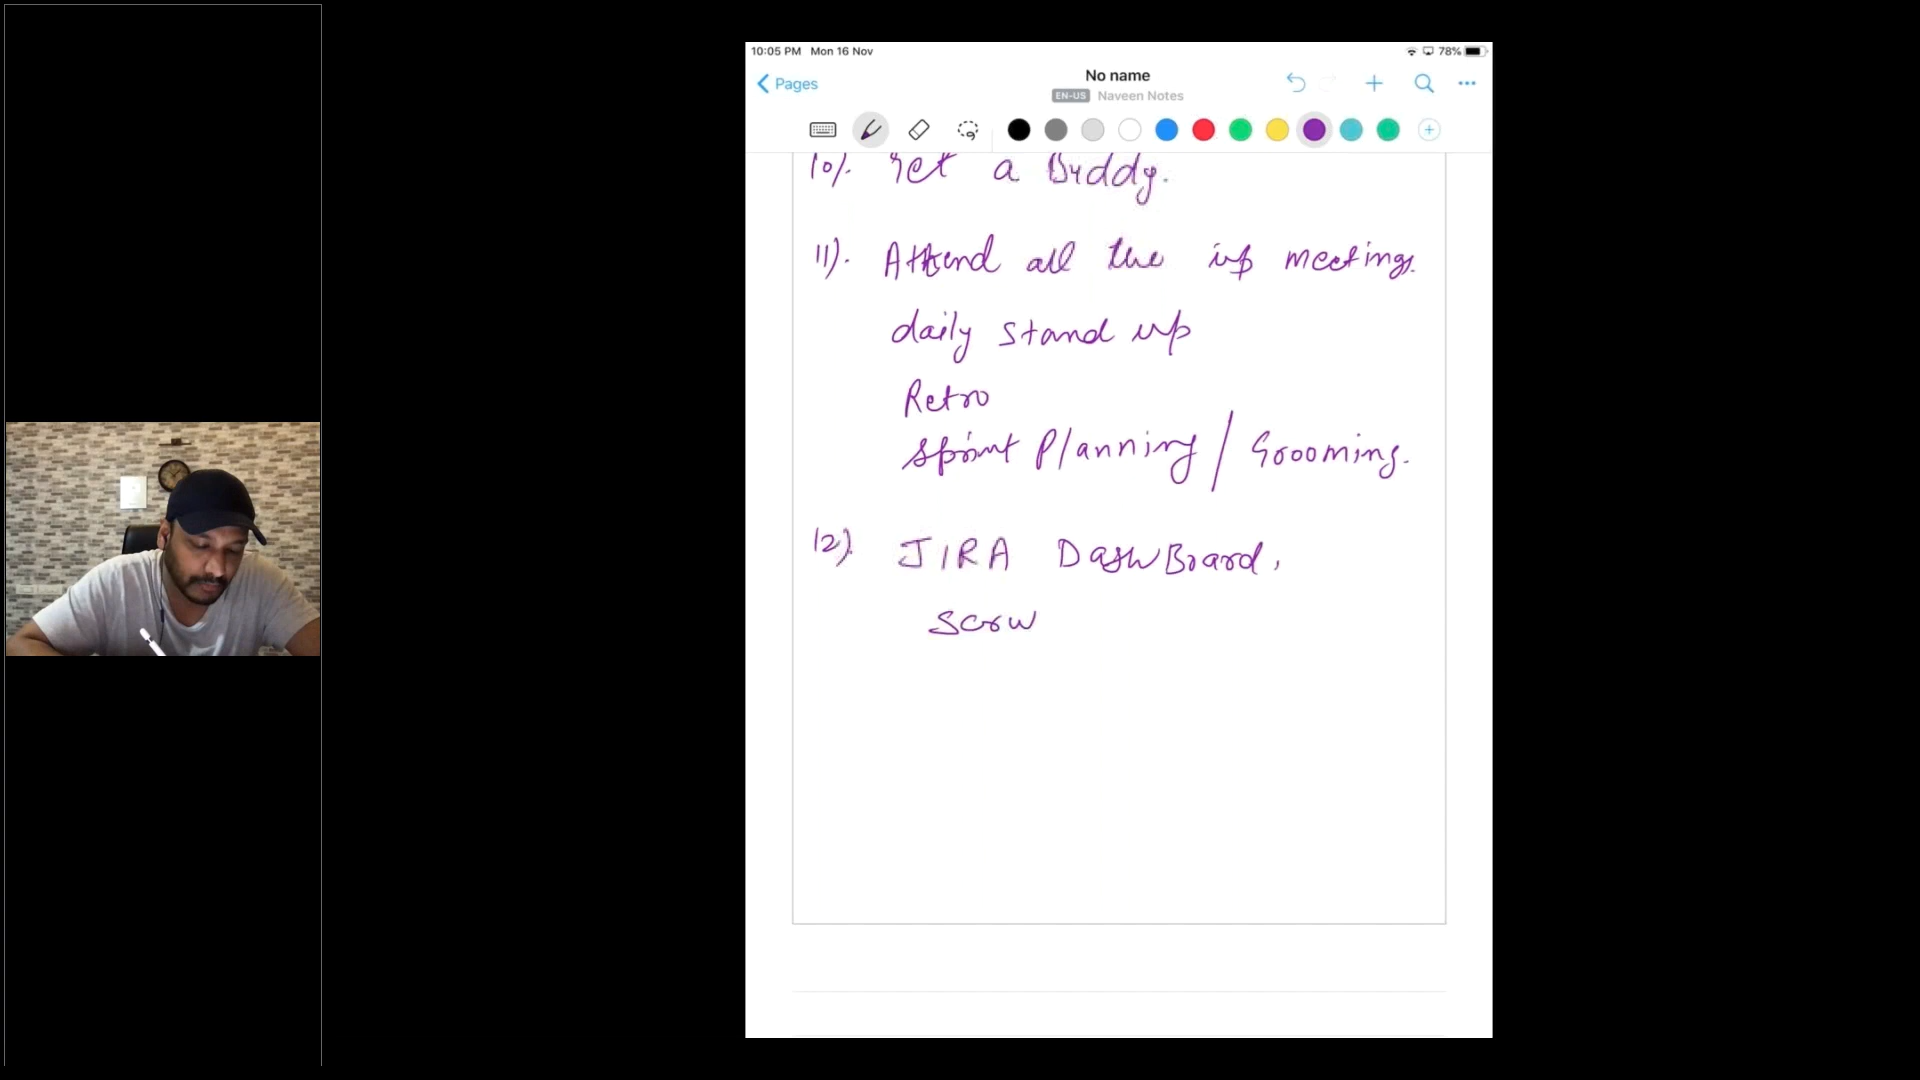 10:05 PM Mon 16 Nov 78%
Pages
No name
EN-US Naveen Notes
10). Get a Buddy.
11). Attend all the imp meetings.
daily stand up
Retro
Sprint Planning / Grooming.
12). JIRA DashBoard,
Scru